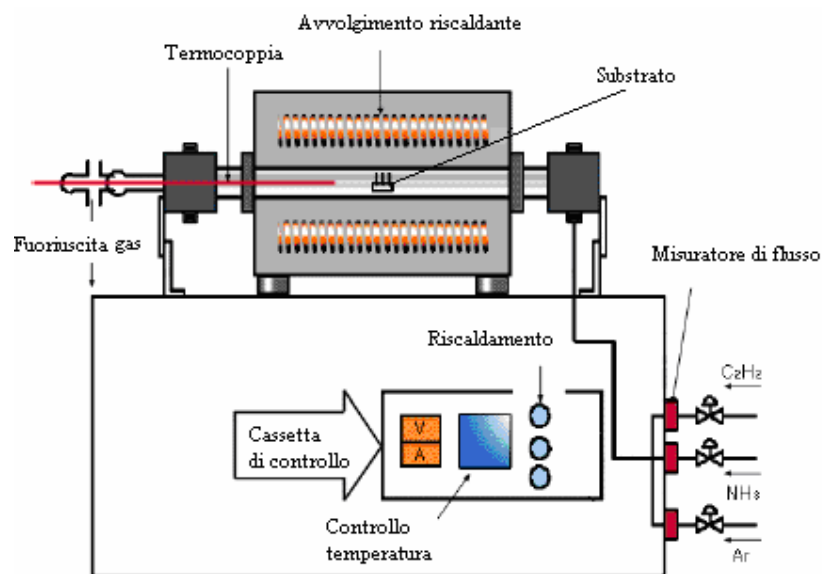 Avvolgimento riscaldante
Termocoppia
Substrato
Fuoriuscita gas
Misuratore di flusso
Riscaldamento
C2H2
V
A
Cassetta
di controllo
NH3
Controllo
temperatura
Ar